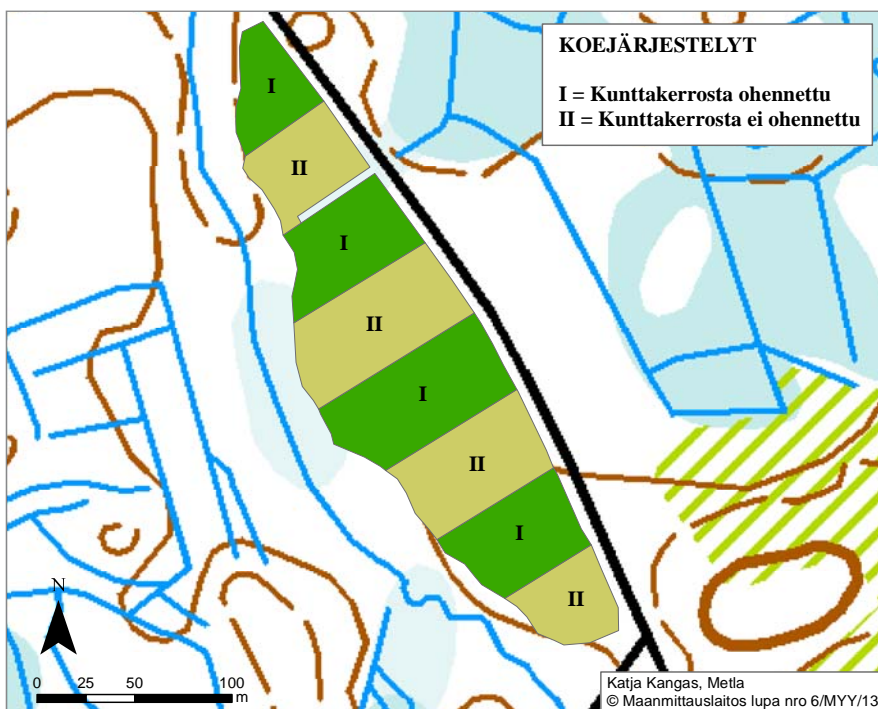 KOEJÄRJESTELYT
I = Kunttakerrosta ohennettu
II = Kunttakerrosta ei ohennettu
I
II
I
II
I
II
I
II
N
0 25 50 100
m
Katja Kangas, Metla
© Maanmittauslaitos lupa nro 6/MYY/13